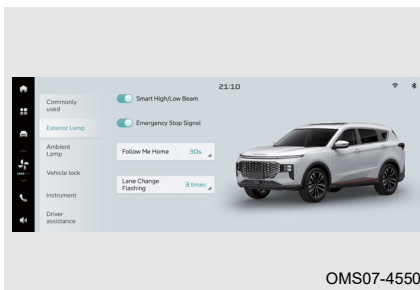 21:10
Commonly
used
Exterior Lamp
Ambient
Lamp
Vehicle lock
Instrument
Driver
assistance
Smart High/Low Beam
Emergency Stop Signal
Follow Me Home 30s
Lane Change
Flashing 3 times
OMS07-4550